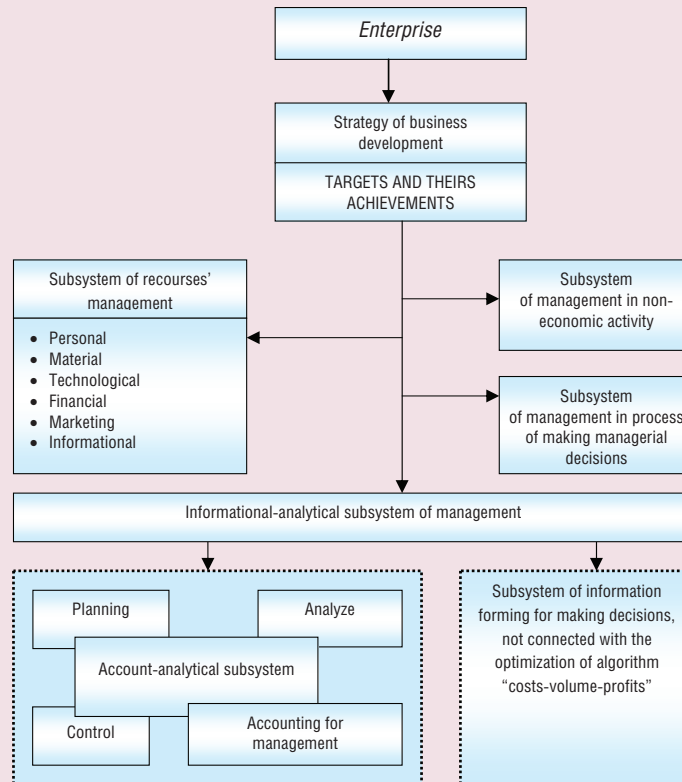 Enterprise
Strategy of business
development
TARGETS AND THEIRS
ACHIEVEMENTS
Subsystem of recourses'
management
• Personal
• Material
• Technological
• Financial
• Marketing
• Informational
Subsystem
of management in non-
economic activity
Subsystem
of management in process
of making managerial
decisions
Informational-analytical subsystem of management
Planning
Analyze
Account-analytical subsystem
Control
Accounting for
management
Subsystem of information
forming for making decisions,
not connected with the
optimization of algorithm
“costs-volume-profits”